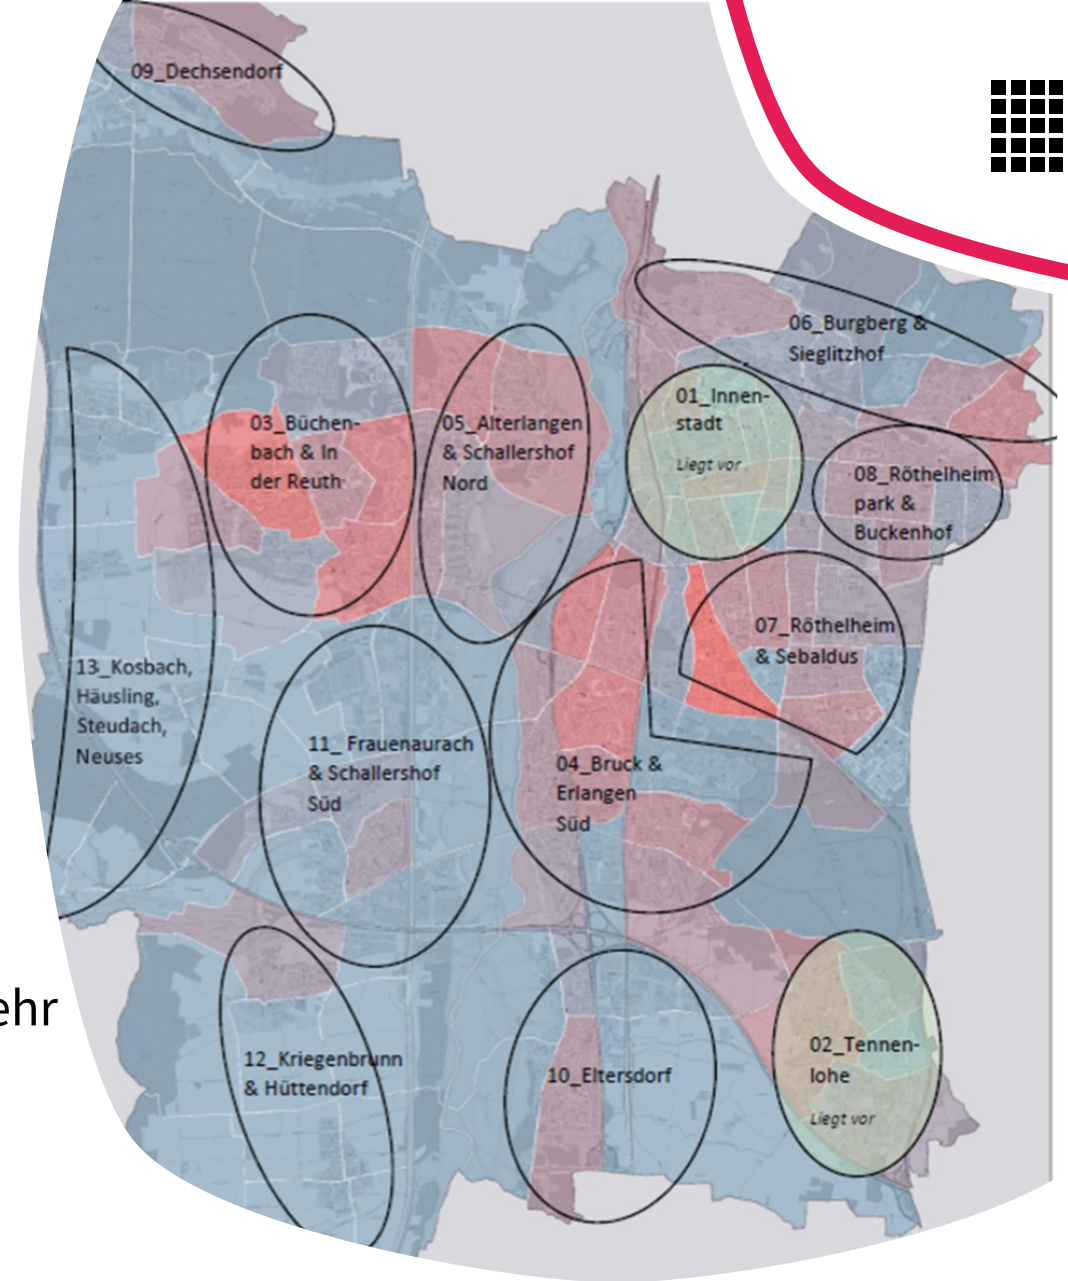 09_Dechsendorf
06_Burgberg &
Sieglitzhof
01_Innen-
stadt
Liegt vor
03_Büchen-
bach & In
der Reuth
05_Alterlangen
& Schallershof
Nord
08_Röthelheim
park &
Buckenhof
07_Röthelheim
& Sebaldus
13_Kosbach,
Häusling,
Steudach,
Neuses
11_ Frauenaurach
& Schallershof
Süd
04_Bruck &
Erlangen
Süd
ehr
12_Kriegenbrunn
& Hüttendorf
10_Eltersdorf
02_Tennen-
lohe
Liegt vor